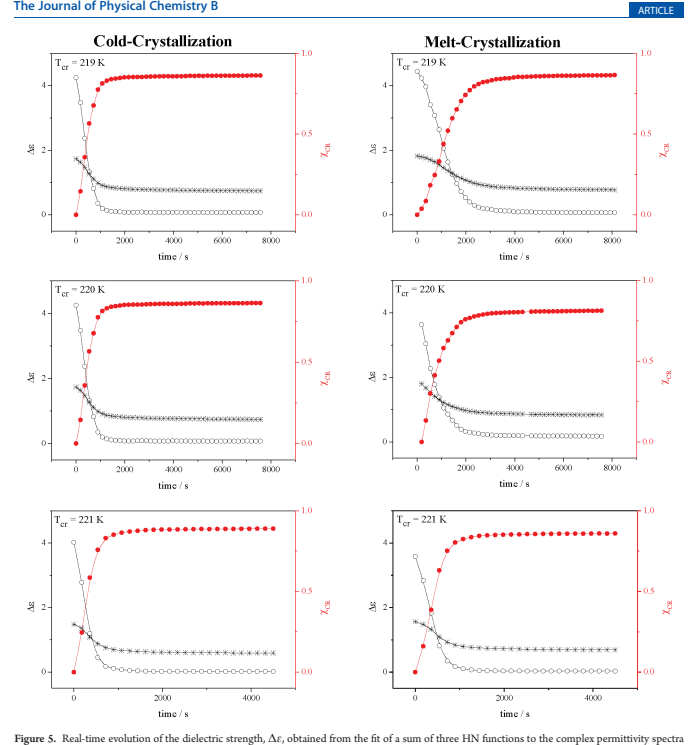 The Journal of Physical Chemistry B
ARTICLE
Cold-Crystallization
Melt-Crystallization
Tcr = 219 K
4
2
0
Δε
1.0
0.5
0.0
χCR
0 2000 4000 6000 8000
time / s
Tcr = 219 K
4
2
0
Δε
1.0
0.5
0.0
χCR
0 2000 4000 6000 8000
time / s
Tcr = 220 K
4
2
0
Δε
1.0
0.5
0.0
χCR
0 2000 4000 6000 8000
time / s
Tcr = 220 K
4
2
0
Δε
1.0
0.5
0.0
χCR
0 2000 4000 6000 8000
time / s
Tcr = 221 K
4
2
0
Δε
1.0
0.5
0.0
χCR
0 2000 4000
time / s
Tcr = 221 K
4
2
0
Δε
1.0
0.5
0.0
χCR
0 2000 4000
time / s
Figure 5. Real-time evolution of the dielectric strength, Δε, obtained from the fit of a sum of three HN functions to the complex permittivity spectra